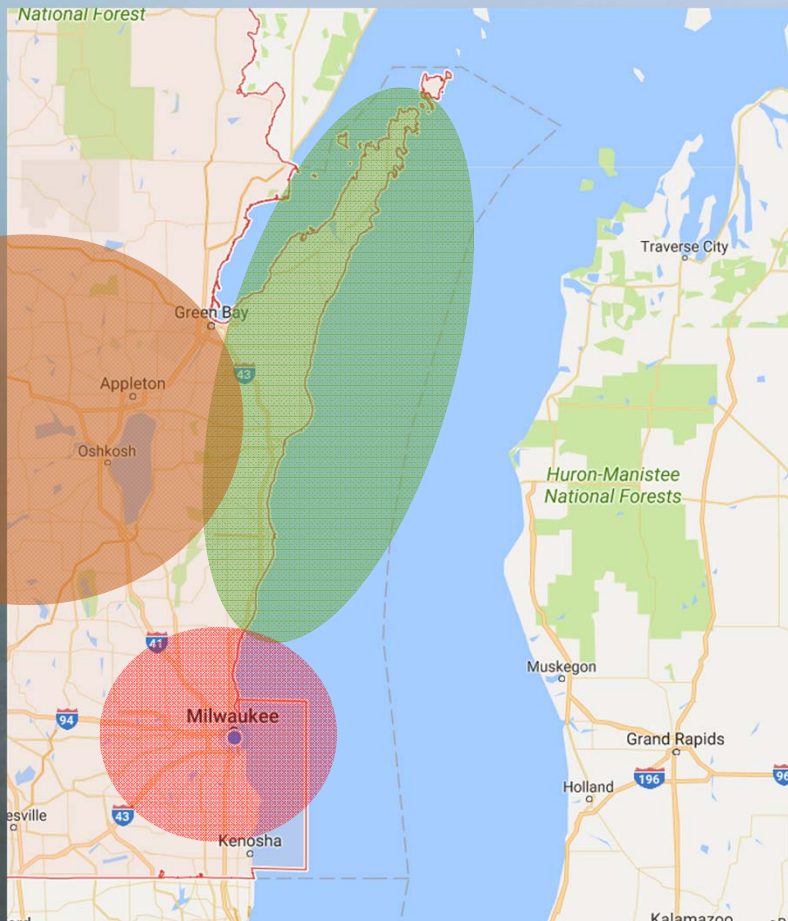 National Forest
Traverse City
Green Bay
43
Appleton
Oshkosh
Huron-Manistee
National Forests
41
Muskegon
94
Milwaukee
Grand Rapids
196
96
Holland
43
esville
Kenosha
Kalamazoo